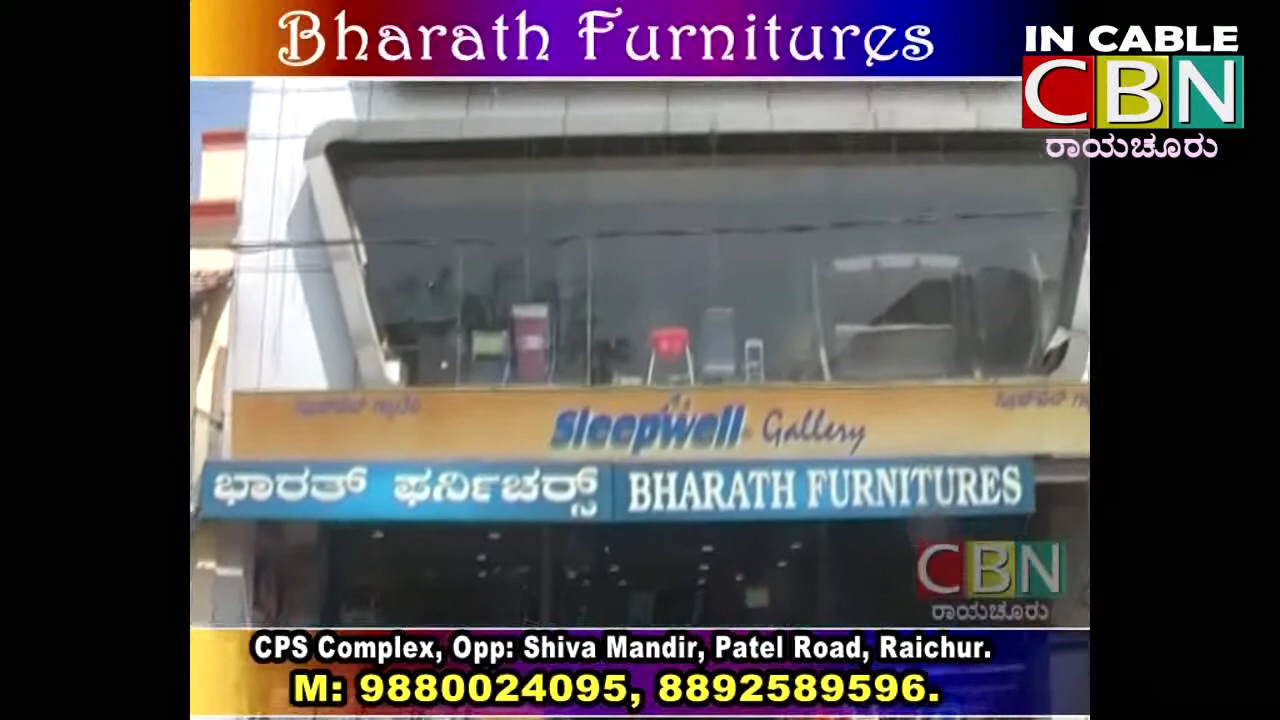 Bharath Furnitures
IN CABLE
CBN
ರಾಯಚೂರು
Sleepwell Gallery
ಭಾರತ್ ಫರ್ನಿಚರ್ಸ್ BHARATH FURNITURES
CBN
ರಾಯಚೂರು
CPS Complex, Opp: Shiva Mandir, Patel Road, Raichur.
M: 9880024095, 8892589596.